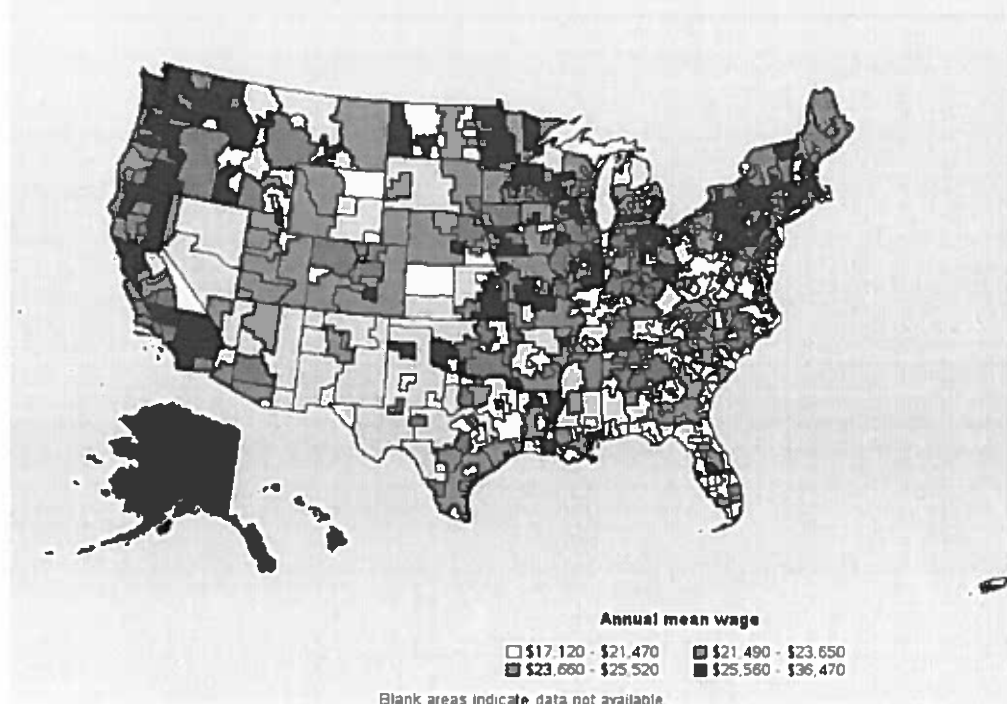 Annual mean wage
$17,120 - $21,470 $21,490 - $23,650
$23,660 - $25,520 $25,560 - $36,470
Blank areas indicate data not available